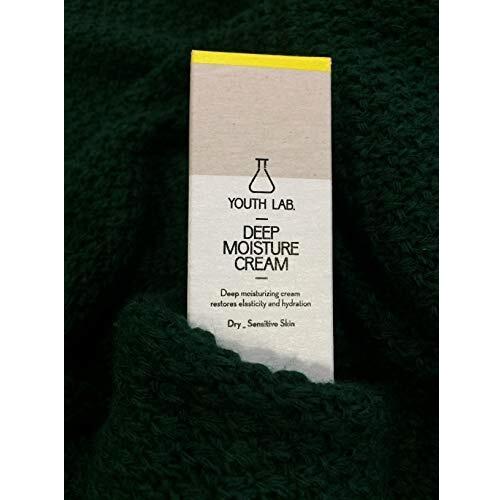 YOUTH LAB.
DEEP
MOISTURE
CREAM
Deep moisturizing cream
restores elasticity and hydration
Dry _ Sensitive Skin